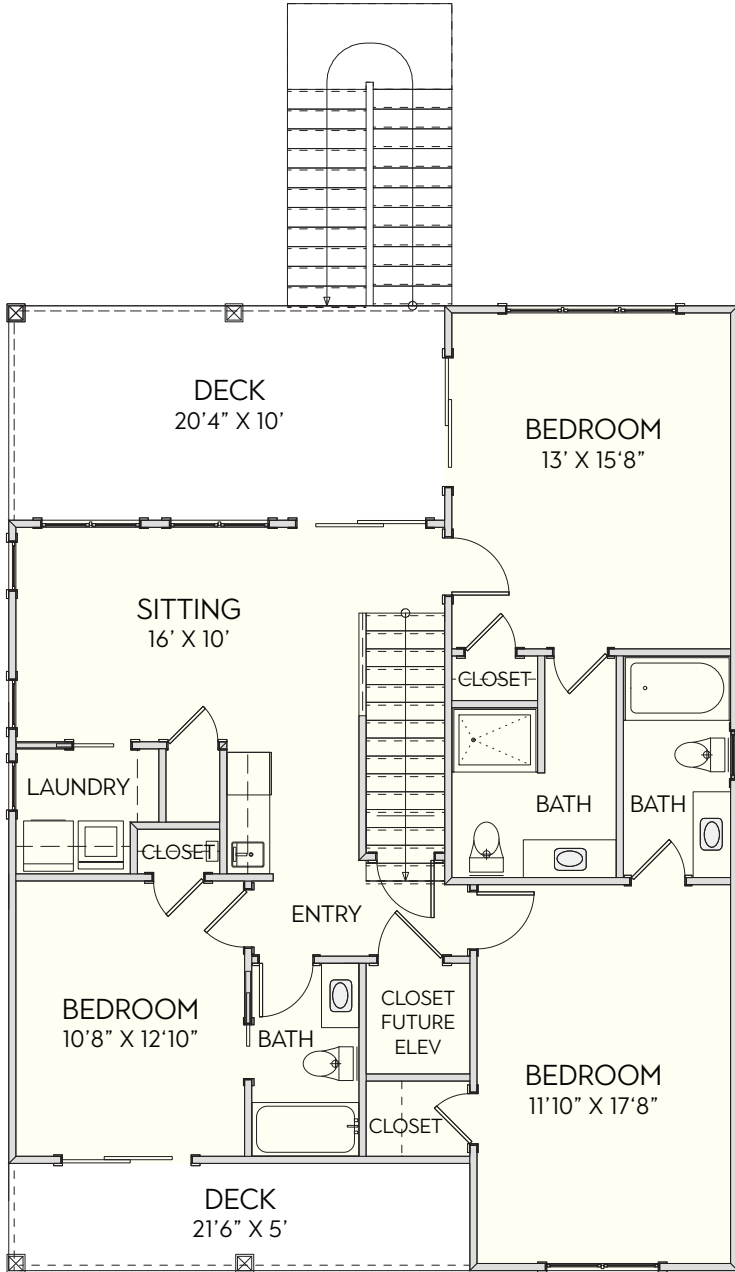 DECK
20’4” X 10’
BEDROOM
13’ X 15‘8”
SITTING
16’ X 10’
CLOSET
LAUNDRY
BATH
BATH
CLOSET
ENTRY
BEDROOM
10’8” X 12‘10”
CLOSET
FUTURE
ELEV
BATH
BEDROOM
11’10” X 17‘8”
CLOSET
DECK
21’6” X 5’